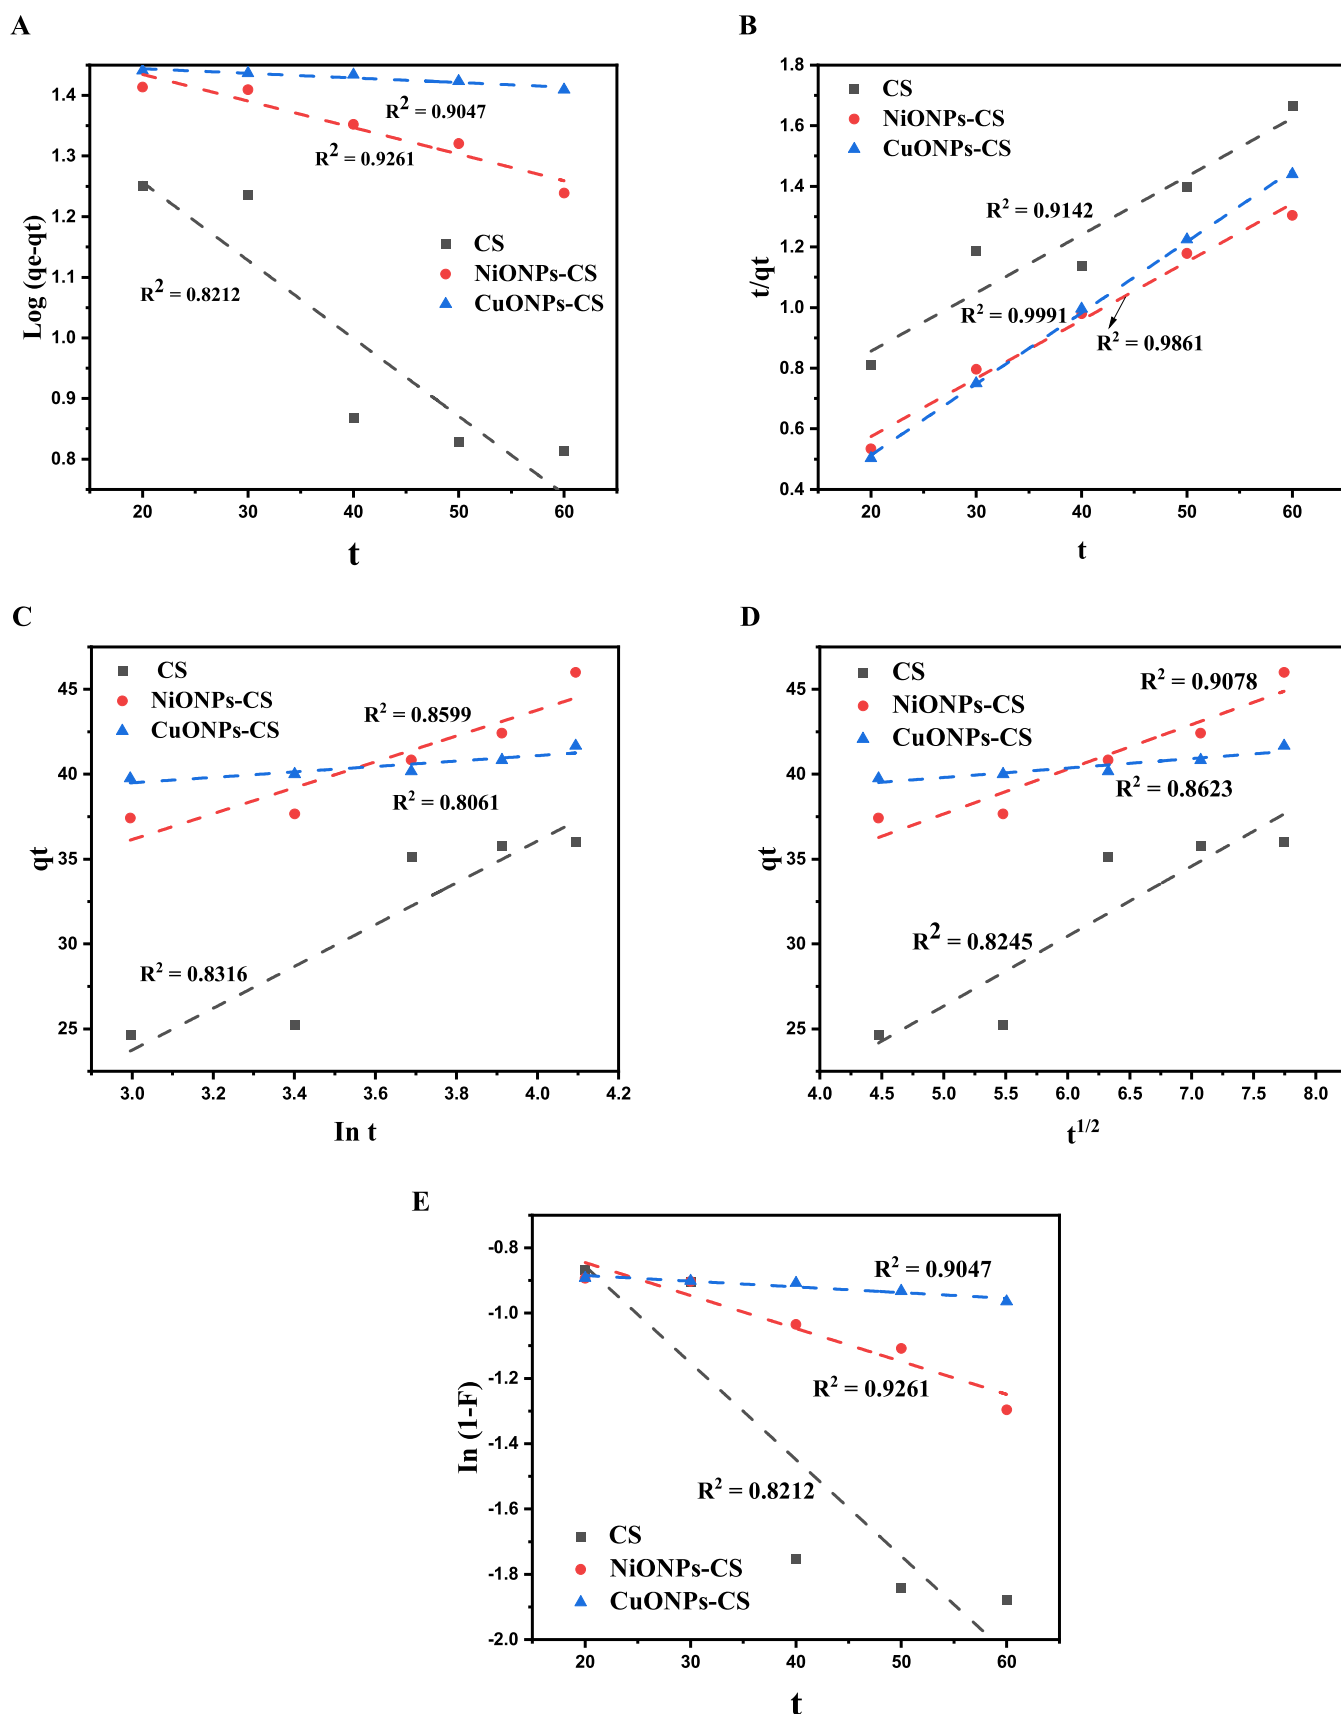 A
Log (qe-qt)
1.4
1.3
1.2
1.1
1.0
0.9
0.8
R2 = 0.9047
R2 = 0.9261
R2 = 0.8212
CS
NiONPs-CS
CuONPs-CS
20 30 40 50 60
t
B
t/qt
1.8
1.6
1.4
1.2
1.0
0.8
0.6
0.4
CS
NiONPs-CS
CuONPs-CS
R2 = 0.9142
R2 = 0.9991
R2 = 0.9861
20 30 40 50 60
t
C
qt
45
40
35
30
25
CS
NiONPs-CS
CuONPs-CS
R2 = 0.8599
R2 = 0.8061
R2 = 0.8316
3.0 3.2 3.4 3.6 3.8 4.0 4.2
In t
D
qt
45
40
35
30
25
CS
NiONPs-CS
CuONPs-CS
R2 = 0.9078
R2 = 0.8623
R2 = 0.8245
4.0 4.5 5.0 5.5 6.0 6.5 7.0 7.5 8.0
t1/2
E
In (1-F)
-0.8
-1.0
-1.2
-1.4
-1.6
-1.8
-2.0
R2 = 0.9047
R2 = 0.9261
R2 = 0.8212
CS
NiONPs-CS
CuONPs-CS
20 30 40 50 60
t